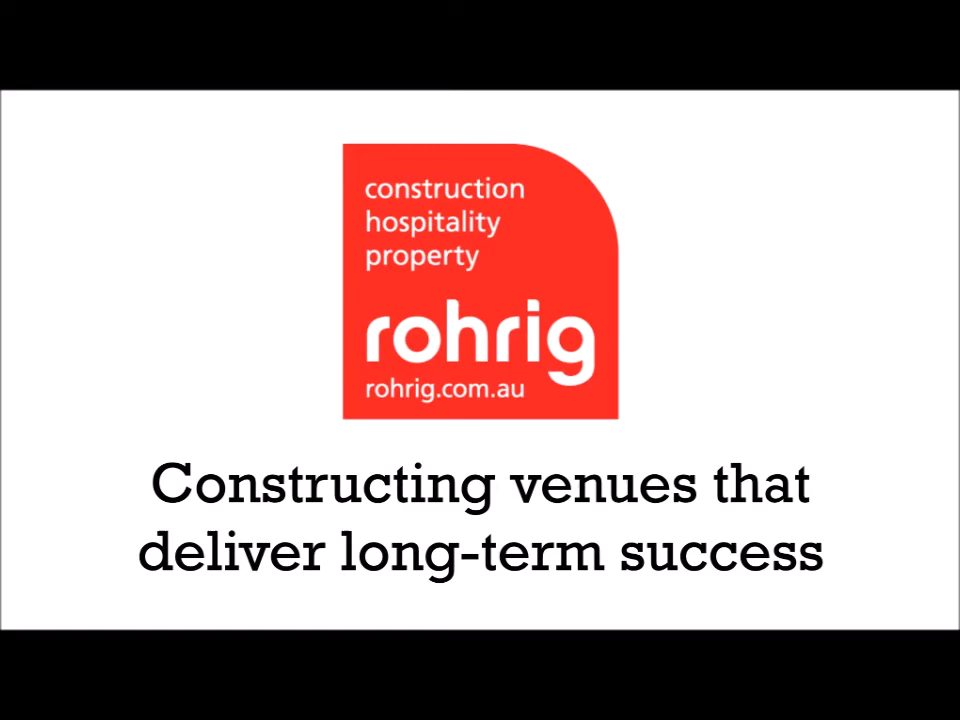 construction
hospitality
property
rohrig
rohrig.com.au
Constructing venues that
deliver long-term success